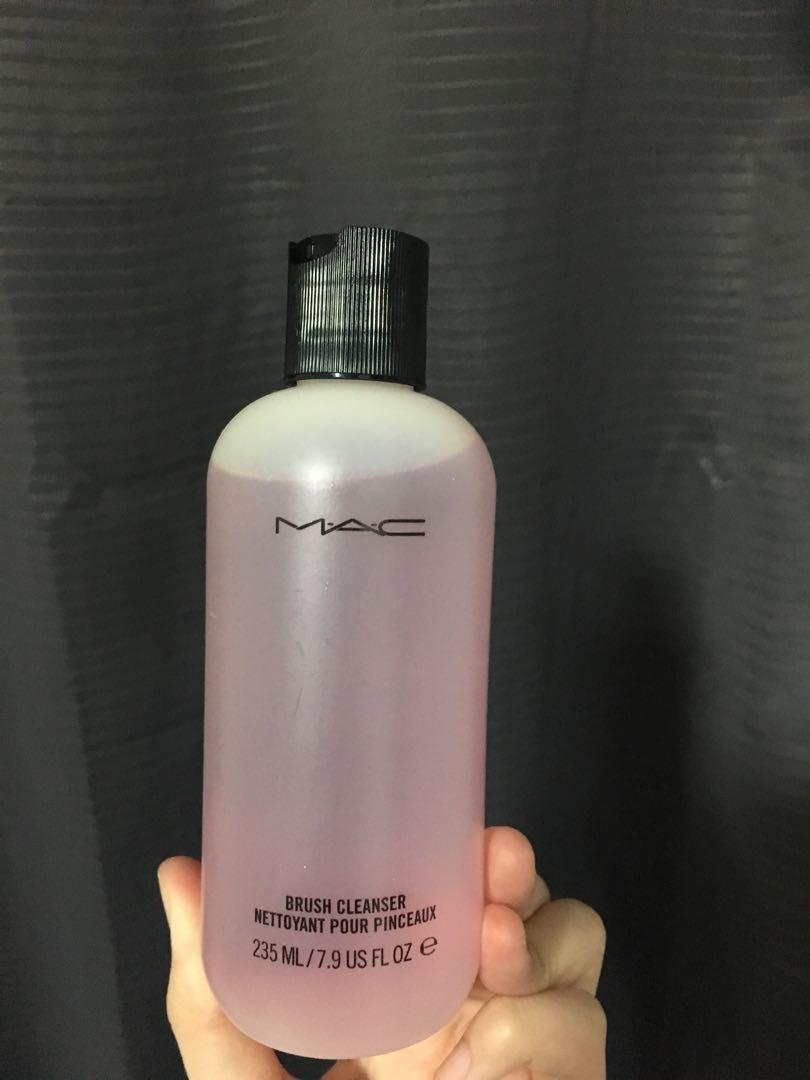 M·A·C
BRUSH CLEANSER
NETTOYANT POUR PINCEAUX
235 ML/7.9 US FL OZ ℮